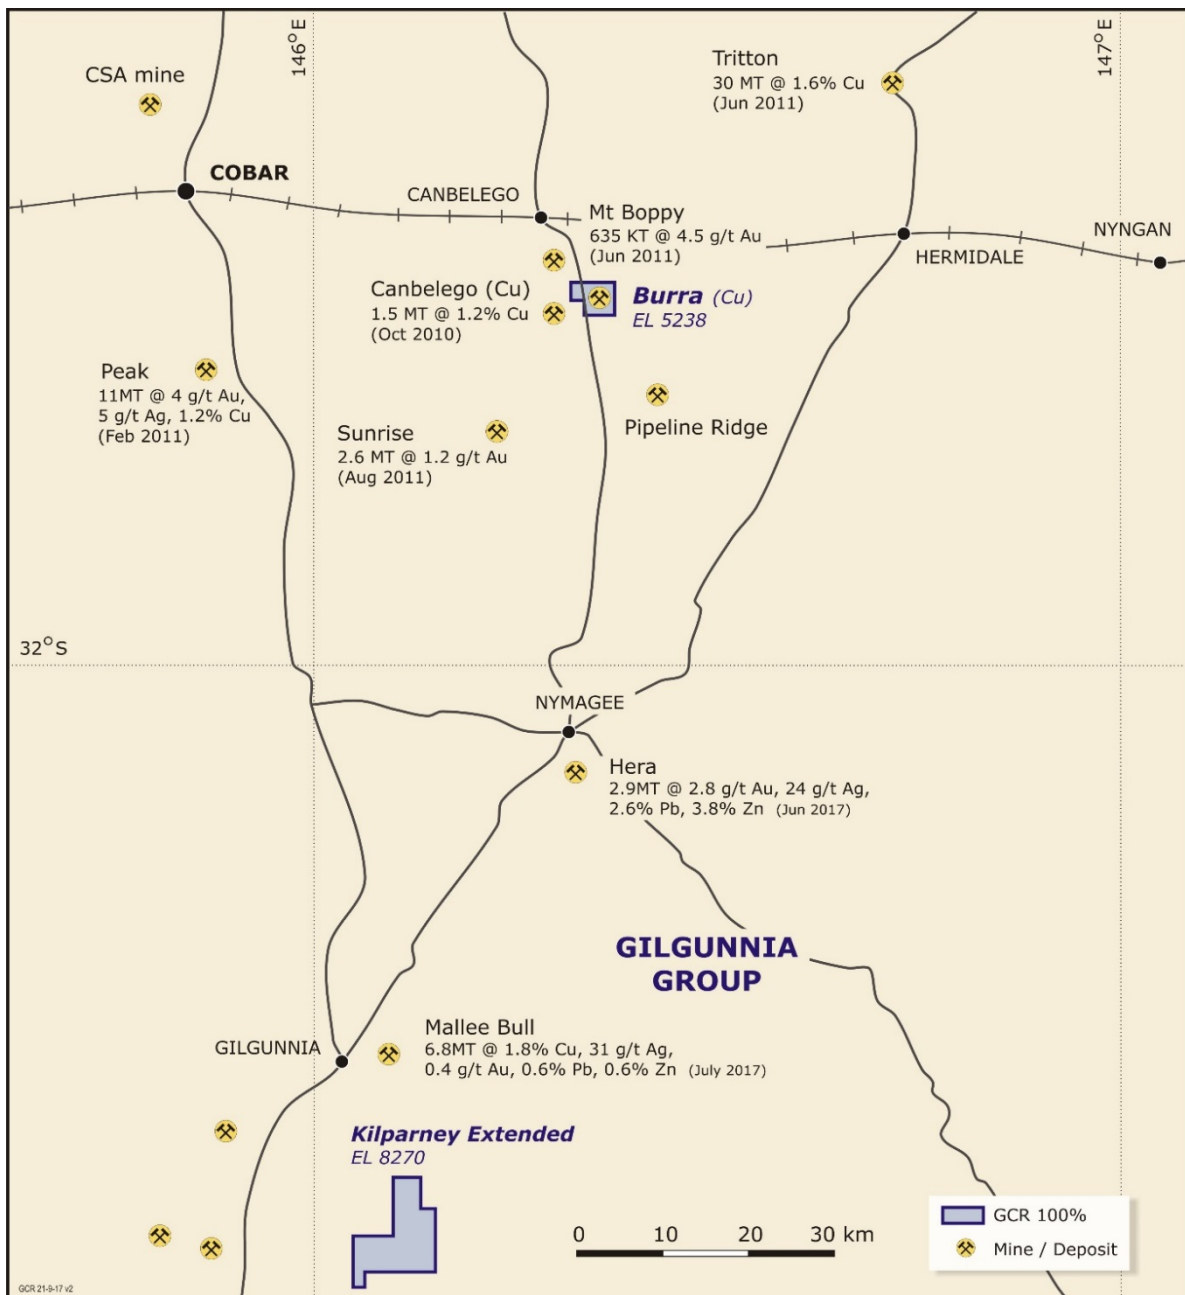 146°E
147°E
CSA mine
Tritton
30 MT @ 1.6% Cu
(Jun 2011)
COBAR
CANBELEGO
Mt Boppy
635 KT @ 4.5 g/t Au
(Jun 2011)
NYNGAN
HERMIDALE
Canbelego (Cu)
1.5 MT @ 1.2% Cu
(Oct 2010)
Burra (Cu)
EL 5238
Peak
11MT @ 4 g/t Au,
5 g/t Ag, 1.2% Cu
(Feb 2011)
Sunrise
2.6 MT @ 1.2 g/t Au
(Aug 2011)
Pipeline Ridge
32°S
NYMAGEE
Hera
2.9MT @ 2.8 g/t Au, 24 g/t Ag,
2.6% Pb, 3.8% Zn (Jun 2017)
GILGUNNIA
GROUP
Mallee Bull
6.8MT @ 1.8% Cu, 31 g/t Ag,
0.4 g/t Au, 0.6% Pb, 0.6% Zn (July 2017)
GILGUNNIA
Kilparney Extended
EL 8270
0 10 20 30 km
GCR 100%
Mine / Deposit
GCR 21-9-17 v2